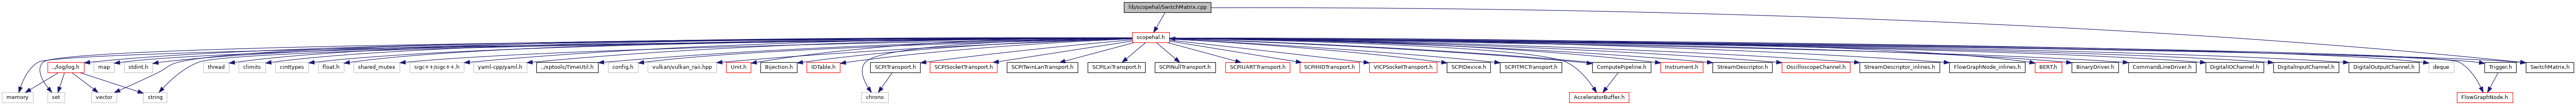 lib/scopehal/SwitchMatrix.cpp
scopehal.h
../log/log.h
map
stdint.h
thread
climits
cinttypes
float.h
shared_mutex
sigc++/sigc++.h
yaml-cpp/yaml.h
../xptools/TimeUtil.h
config.h
vulkan/vulkan_raii.hpp
Unit.h
Bijection.h
IDTable.h
SCPITransport.h
SCPISocketTransport.h
SCPITwinLanTransport.h
SCPILxiTransport.h
SCPINullTransport.h
SCPIUARTTransport.h
SCPIHIDTransport.h
VICPSocketTransport.h
SCPIDevice.h
SCPITMCTransport.h
ComputePipeline.h
Instrument.h
StreamDescriptor.h
OscilloscopeChannel.h
StreamDescriptor_inlines.h
FlowGraphNode_inlines.h
BERT.h
BinaryDriver.h
CommandLineDriver.h
DigitalIOChannel.h
DigitalInputChannel.h
DigitalOutputChannel.h
deque
Trigger.h
SwitchMatrix.h
memory
set
vector
string
chrono
AcceleratorBuffer.h
FlowGraphNode.h